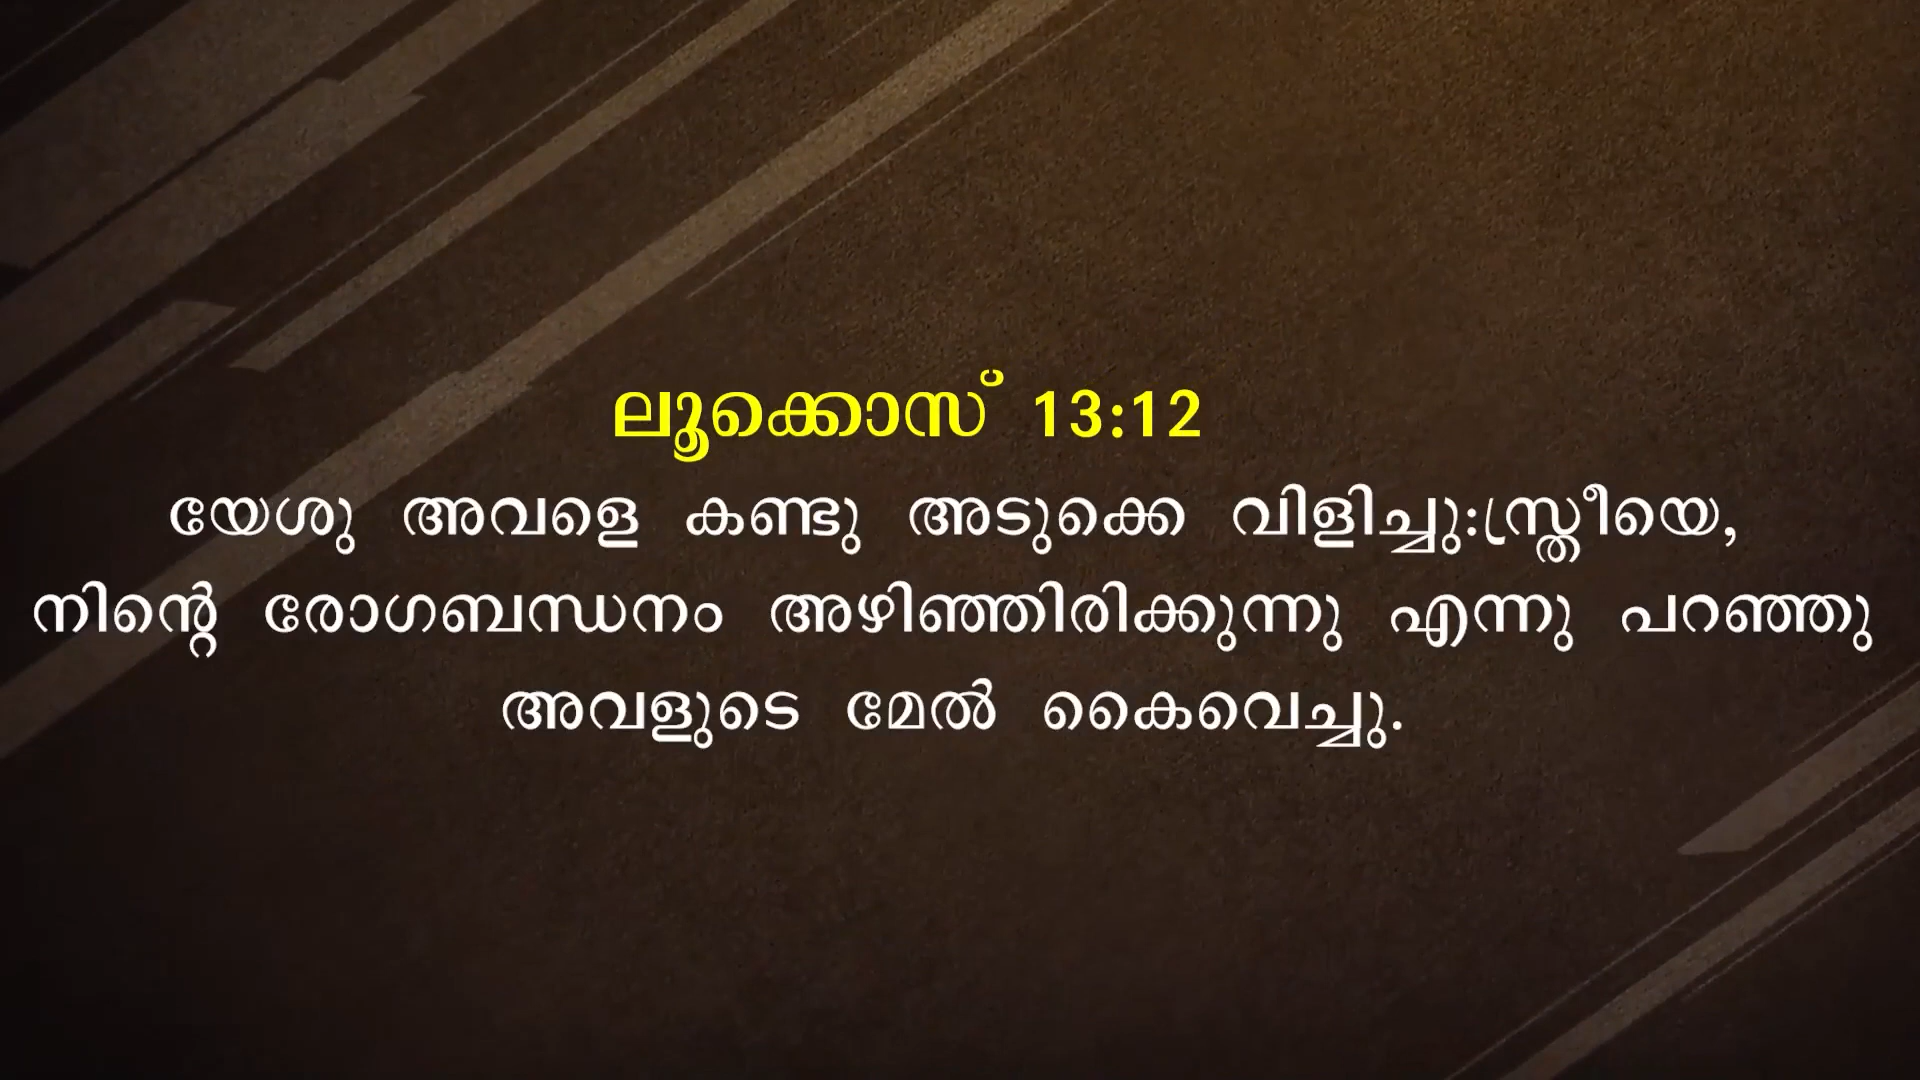 ലൂക്കൊസ് 13:12
യേശു അവളെ കണ്ടു അടുക്കെ വിളിച്ചു:സ്ത്രീയെ,
നിന്റെ രോഗബന്ധനം അഴിഞ്ഞിരിക്കുന്നു എന്നു പറഞ്ഞു
അവളുടെ മേൽ കൈവെച്ചു.